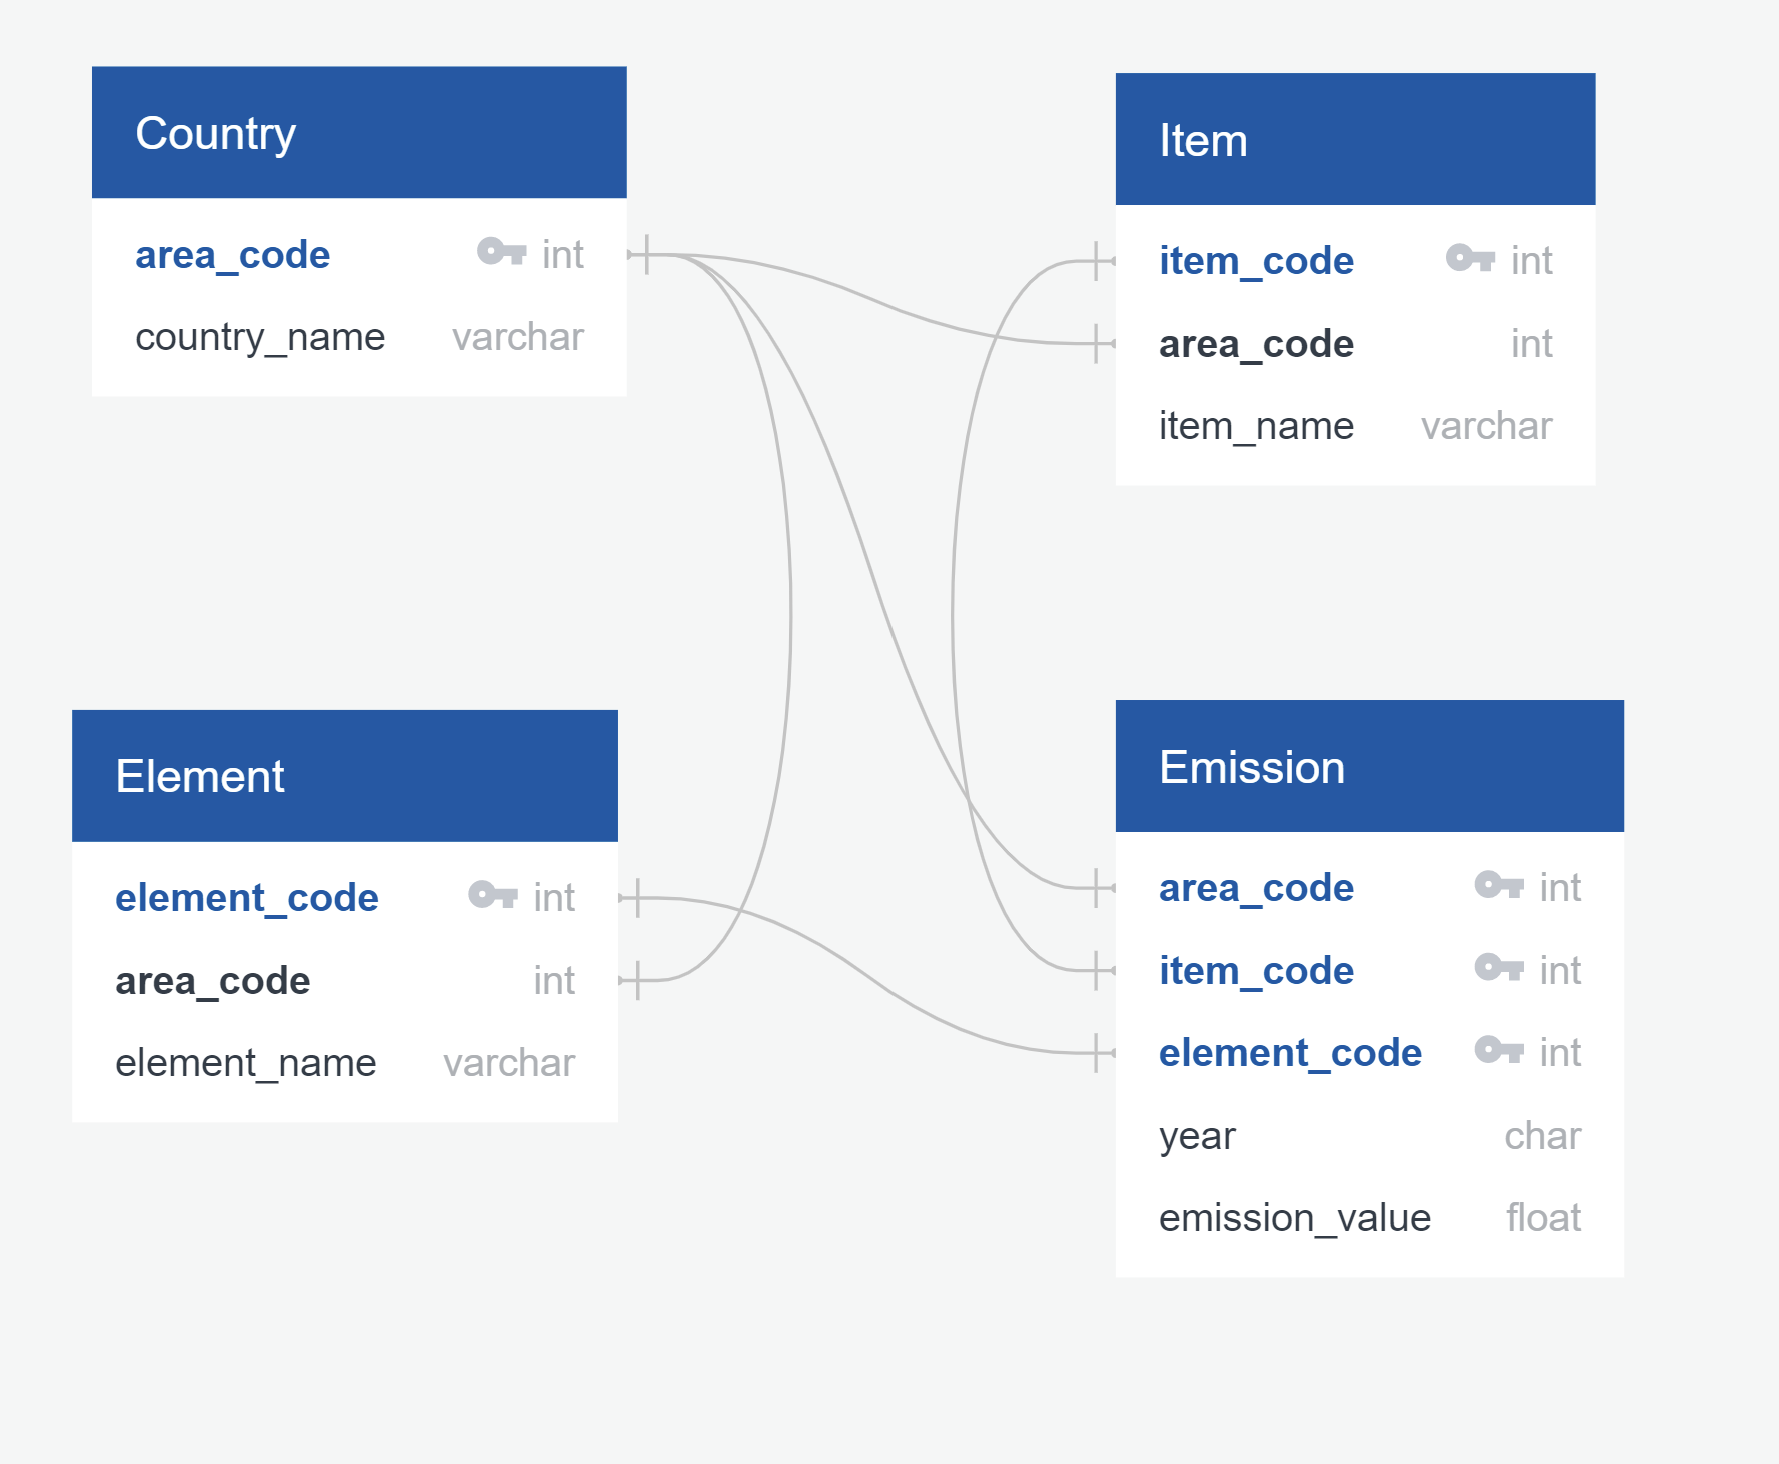 Country
area_code int
country_name varchar
Item
item_code int
area_code int
item_name varchar
Element
element_code int
area_code int
element_name varchar
Emission
area_code int
item_code int
element_code int
year char
emission_value float